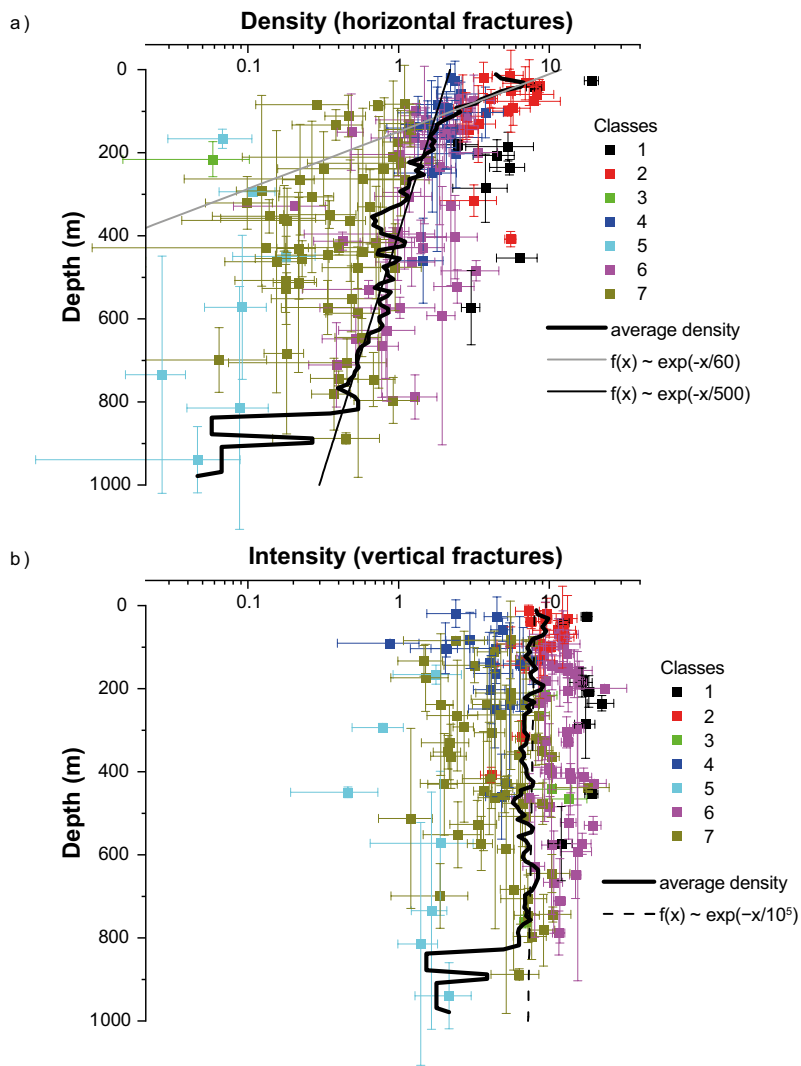 a)
Density (horizontal fractures)
0.1 1 10
0
200
400
600
800
1000
Depth (m)
Classes
1
2
3
4
5
6
7
average density
f(x) ~ exp(-x/60)
f(x) ~ exp(-x/500)
b)
Intensity (vertical fractures)
0.1 1 10
0
200
400
600
800
1000
Depth (m)
Classes
1
2
3
4
5
6
7
average density
f(x) ~ exp(−x/10⁵)